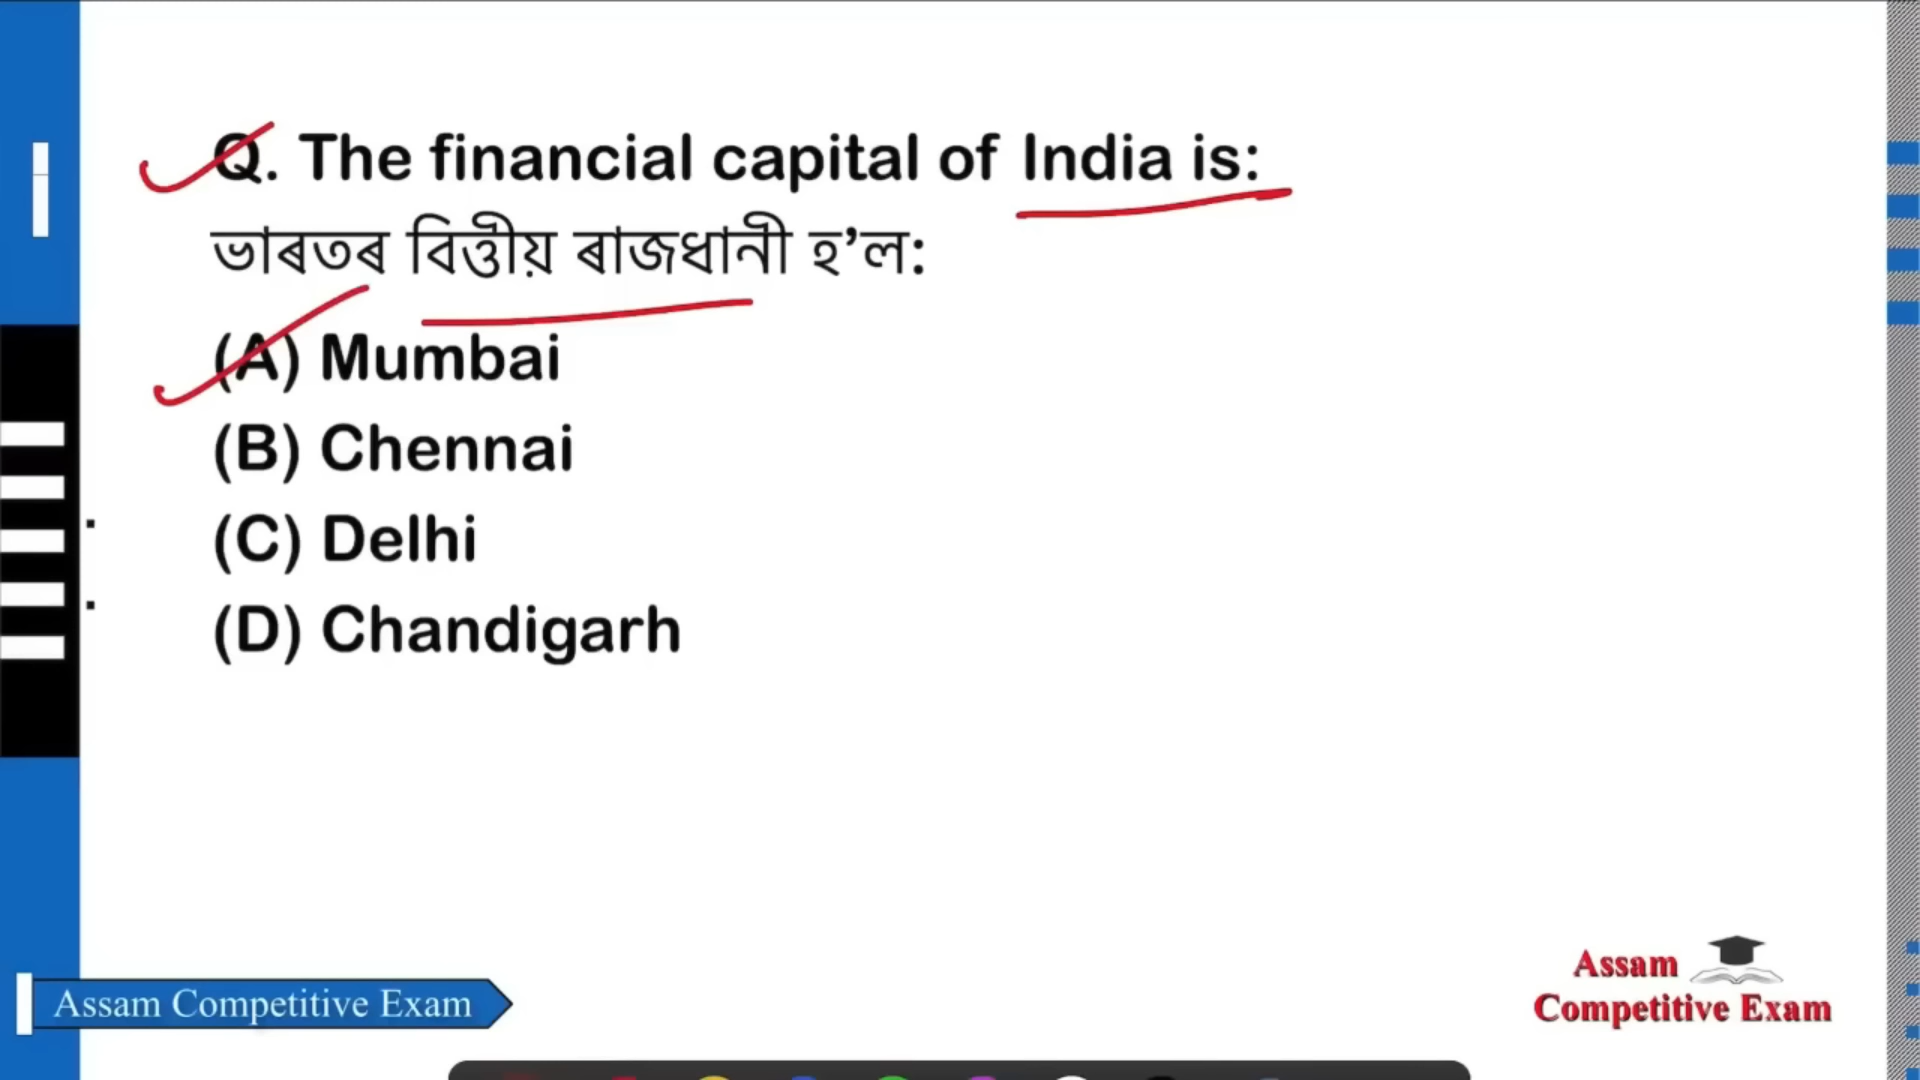 Q. The financial capital of India is:
ভাৰতৰ বিত্তীয় ৰাজধানী হ’ল:
(A) Mumbai
(B) Chennai
(C) Delhi
(D) Chandigarh
Assam Competitive Exam
Assam
Competitive Exam